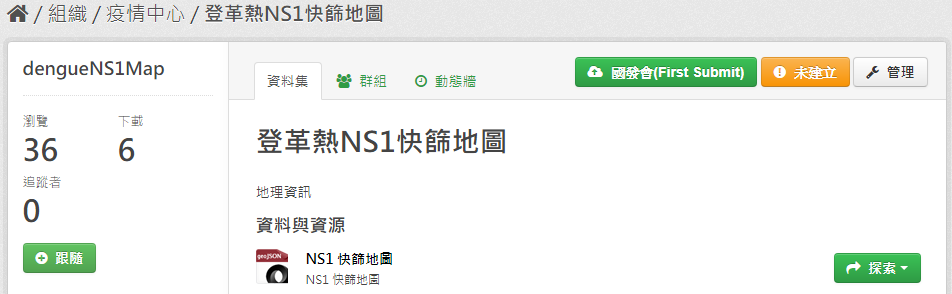 / 組織 / 疫情中心 / 登革熱NS1快篩地圖
dengueNS1Map
瀏覽 下載
36 6
追蹤者
0
跟隨
資料集 群組 動態牆 國發會(First Submit) 未建立 管理
登革熱NS1快篩地圖
地理資訊
資料與資源
geoJSON
NS1 快篩地圖
NS1 快篩地圖
探索